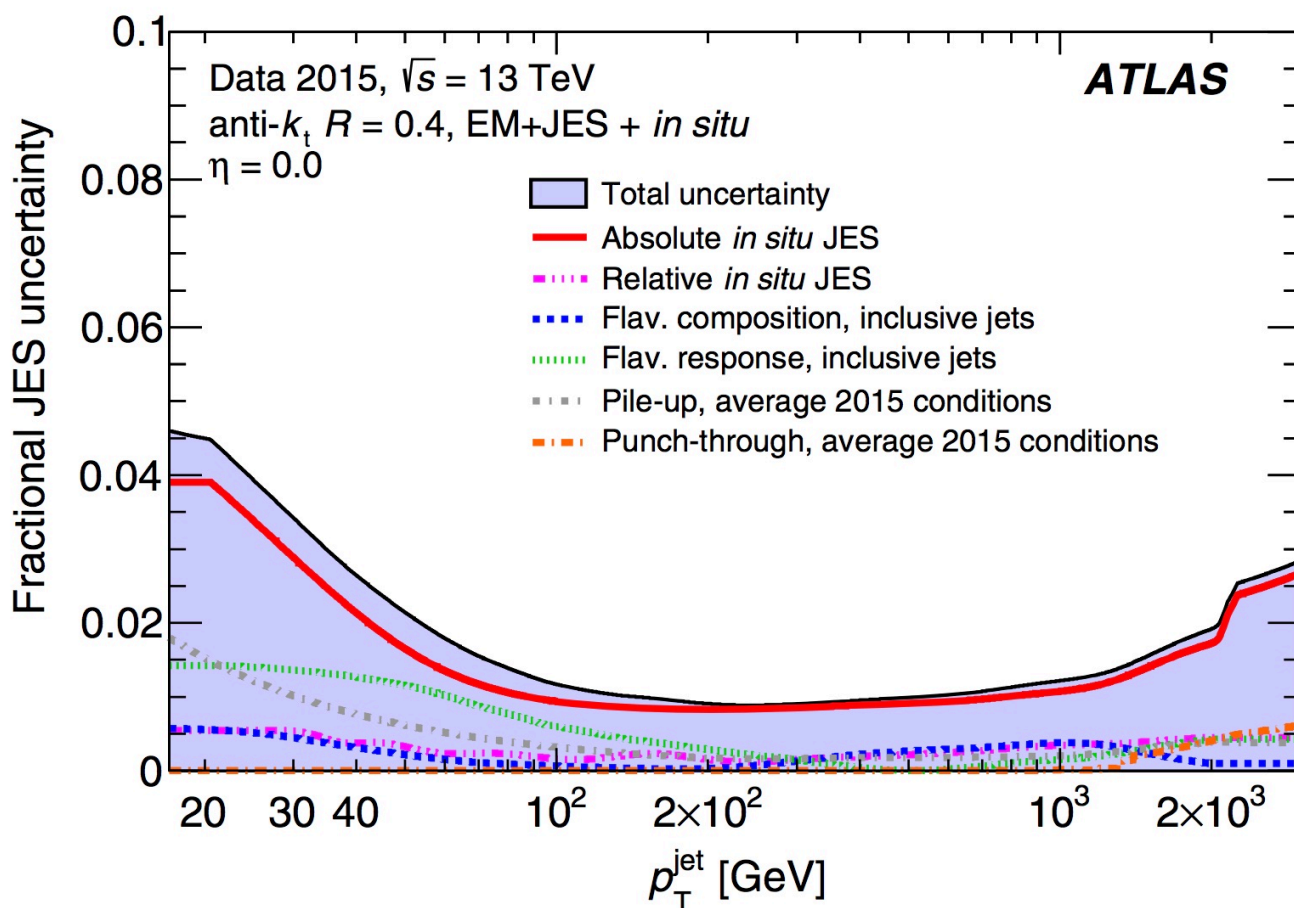 0.1
0.08
0.06
0.04
0.02
0
Fractional JES uncertainty
Data 2015, √s = 13 TeV
ATLAS
anti-kₜ R = 0.4, EM+JES + in situ
η = 0.0
Total uncertainty
Absolute in situ JES
Relative in situ JES
Flav. composition, inclusive jets
Flav. response, inclusive jets
Pile-up, average 2015 conditions
Punch-through, average 2015 conditions
20 30 40 10² 2×10² 10³ 2×10³
p_T^jet [GeV]